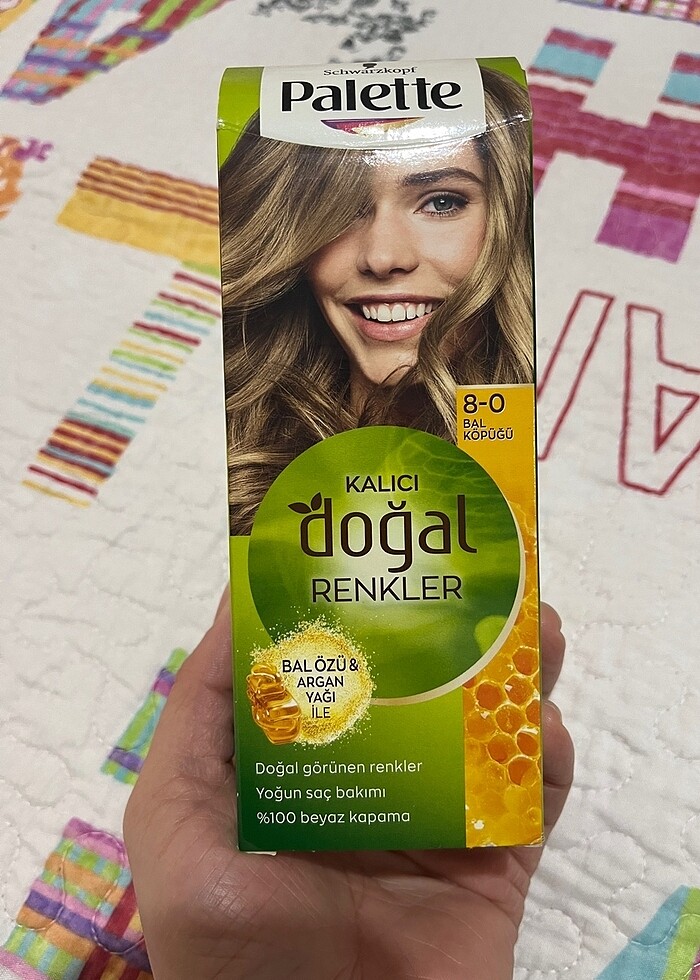 Schwarzkopf
Palette
8-0
BAL
KÖPÜĞÜ
KALICI
doğal
RENKLER
BAL ÖZÜ &
ARGAN
YAĞI
İLE
Doğal görünen renkler
Yoğun saç bakımı
%100 beyaz kapama